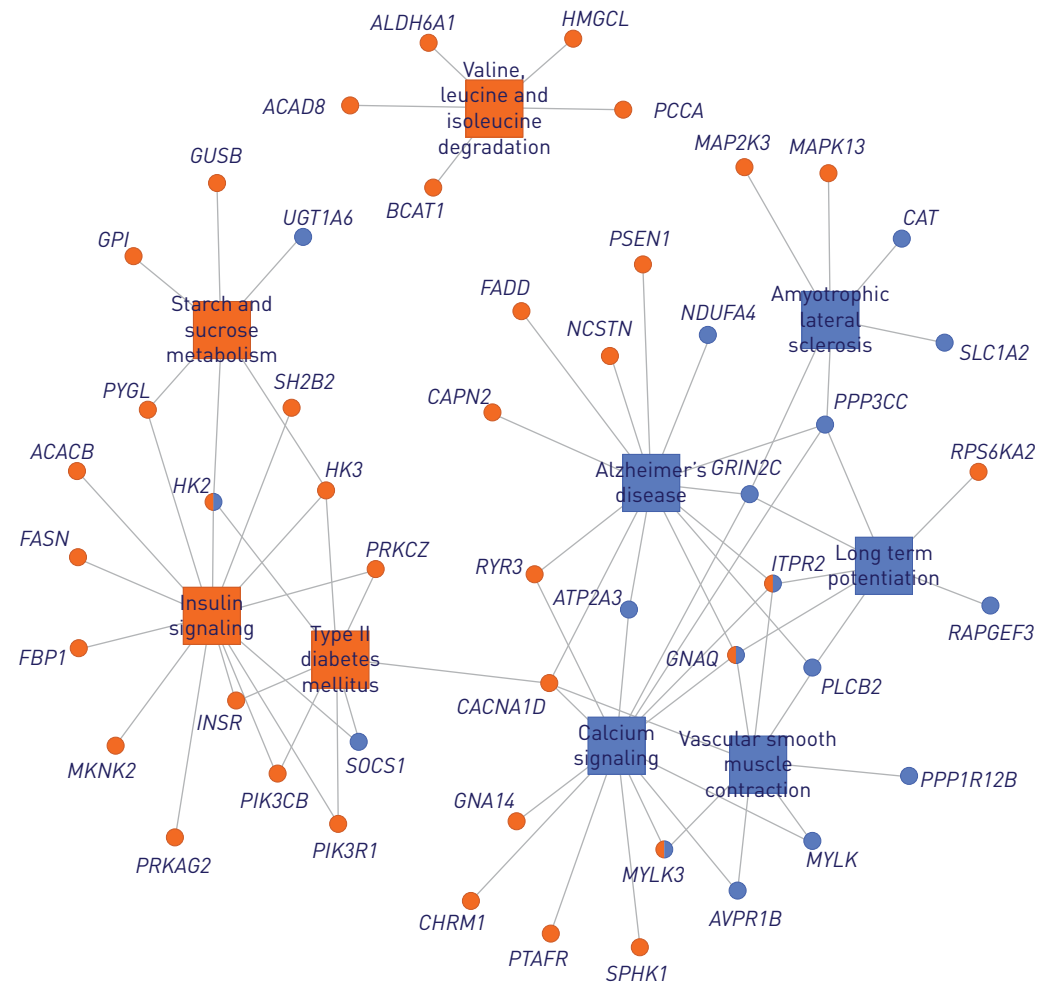 ALDH6A1
HMGCL
Valine,
leucine and
isoleucine
degradation
ACAD8
PCCA
BCAT1
GUSB
UGT1A6
GPI
Starch and
sucrose
metabolism
MAP2K3
MAPK13
CAT
PSEN1
FADD
NCSTN
NDUFA4
Amyotrophic
lateral
sclerosis
SLC1A2
PYGL
SH2B2
CAPN2
PPP3CC
ACACB
HK3
HK2
Alzheimer's
disease
GRIN2C
RPS6KA2
FASN
PRKCZ
RYR3
ATP2A3
ITPR2
Long term
potentiation
RAPGEF3
Insulin
signaling
Type II
diabetes
mellitus
FBP1
GNAQ
PLCB2
INSR
CACNA1D
MKNK2
SOCS1
Calcium
signaling
Vascular smooth
muscle
contraction
PPP1R12B
PIK3CB
GNA14
PRKAG2
PIK3R1
MYLK3
MYLK
CHRM1
AVPR1B
PTAFR
SPHK1